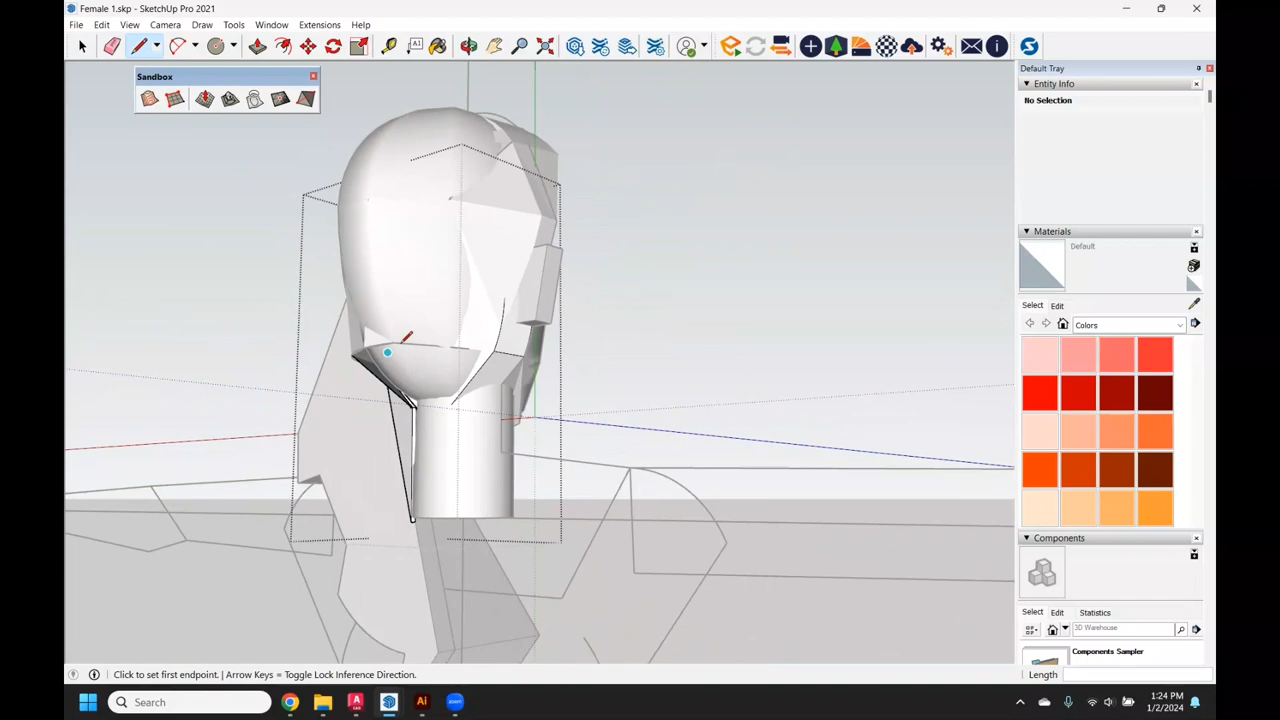 Female 1.skp - SketchUp Pro 2021
File Edit View Camera Draw Tools Window Extensions Help
Sandbox
Default Tray
Entity Info
No Selection
Materials
Default
Select Edit
Colors
Components
Select Edit Statistics
3D Warehouse
Components Sampler
Click to set first endpoint. | Arrow Keys = Toggle Lock Inference Direction.
Length
Search
1:24 PM
1/2/2024